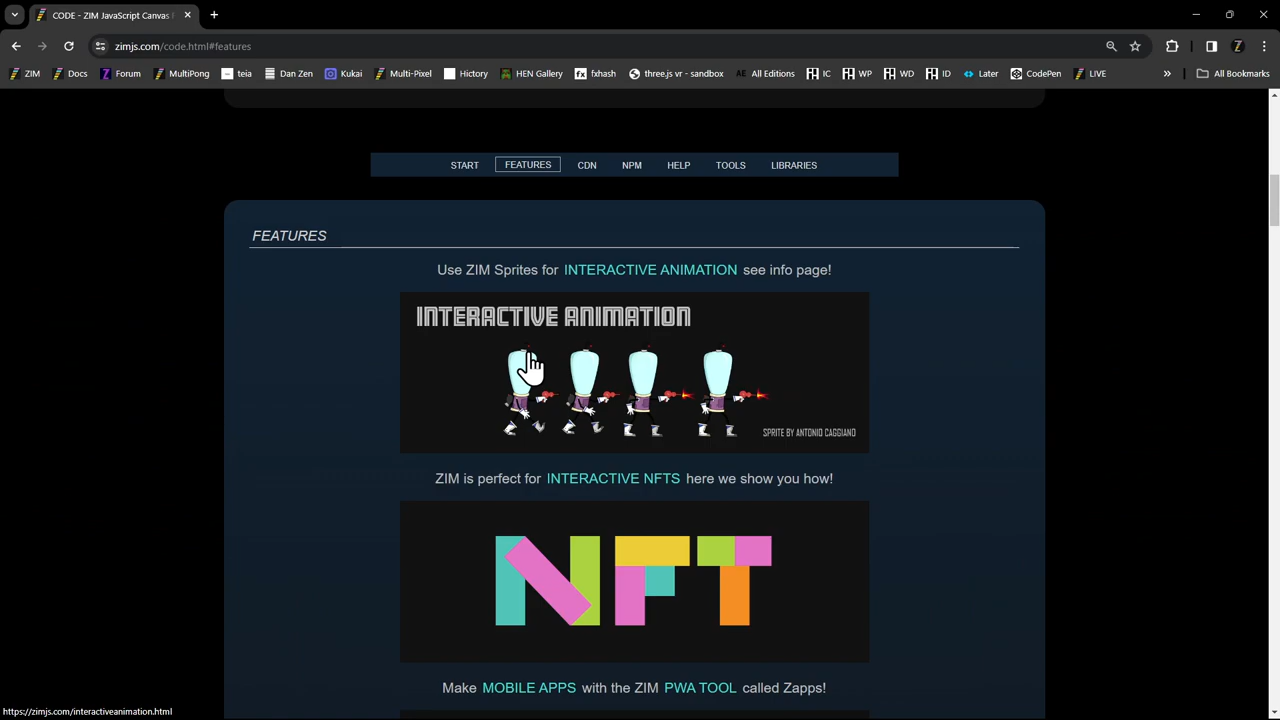 CODE - ZIM JavaScript Canvas
zimjs.com/code.html#features
ZIM Docs Forum MultiPong teia Dan Zen Kukai Multi-Pixel Hictory HEN Gallery fxhash three.js vr - sandbox AE All Editions IC WP WD ID Later CodePen LIVE » All Bookmarks
START FEATURES CDN NPM HELP TOOLS LIBRARIES
FEATURES
Use ZIM Sprites for INTERACTIVE ANIMATION see info page!
INTERACTIVE ANIMATION
SPRITE BY ANTONIO CAGGIANO
ZIM is perfect for INTERACTIVE NFTS here we show you how!
NFT
Make MOBILE APPS with the ZIM PWA TOOL called Zapps!
https://zimjs.com/interactiveanimation.html